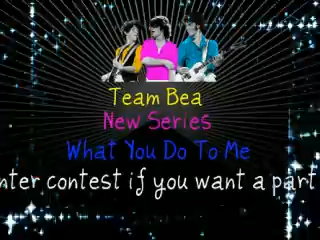 Team Bea
New Series
What You Do To Me
nter contest if you want a part